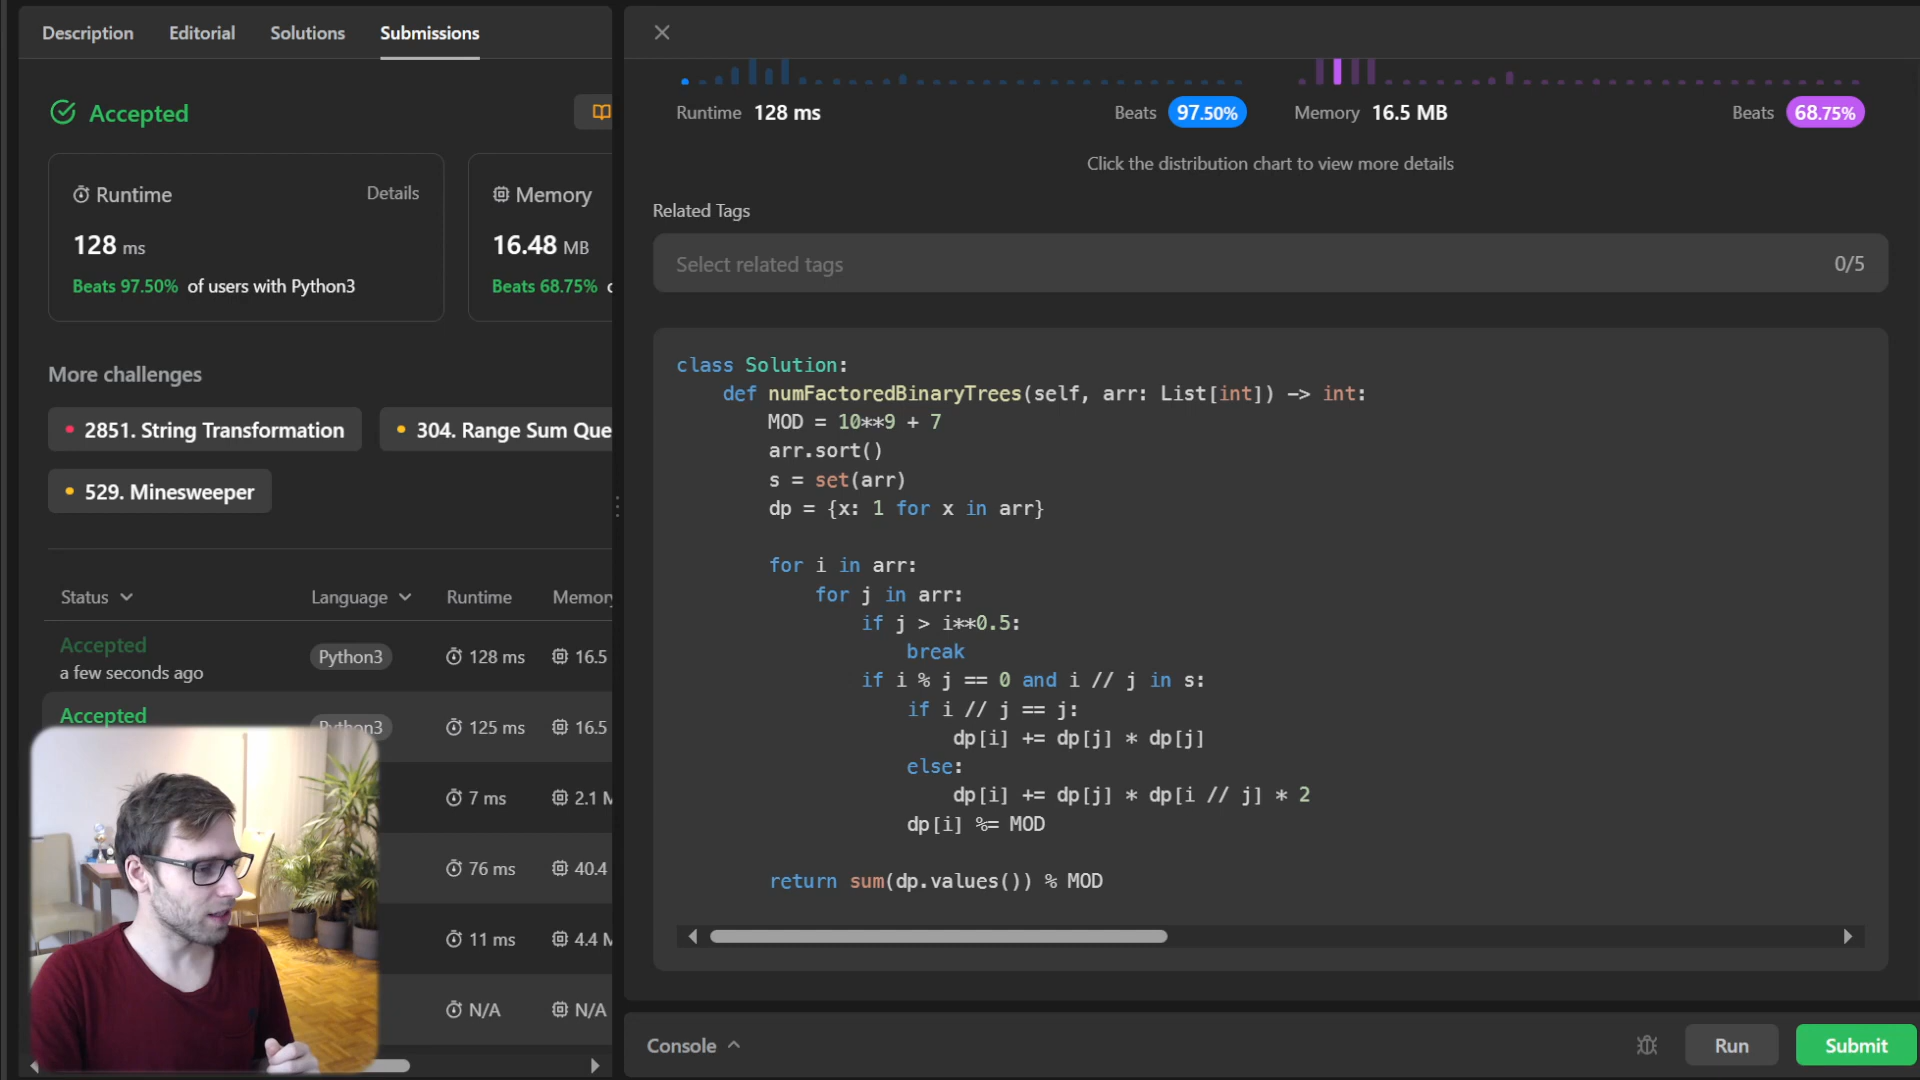 Description Editorial Solutions Submissions
Accepted
Runtime Details
128 ms
Beats 97.50% of users with Python3
Memory
16.48 MB
Beats 68.75%
More challenges
2851. String Transformation
304. Range Sum Que
529. Minesweeper
Status Language Runtime Memory
Accepted
a few seconds ago
Python3 128 ms 16.5
Accepted
Python3 125 ms 16.5
7 ms 2.1 M
76 ms 40.4
11 ms 4.4 M
N/A N/A
Runtime 128 ms Beats 97.50% Memory 16.5 MB Beats 68.75%
Click the distribution chart to view more details
Related Tags
Select related tags 0/5
class Solution:
    def numFactoredBinaryTrees(self, arr: List[int]) -> int:
        MOD = 10**9 + 7
        arr.sort()
        s = set(arr)
        dp = {x: 1 for x in arr}
        for i in arr:
            for j in arr:
                if j > i**0.5:
                    break
                if i % j == 0 and i // j in s:
                    if i // j == j:
                        dp[i] += dp[j] * dp[j]
                    else:
                        dp[i] += dp[j] * dp[i // j] * 2
                    dp[i] %= MOD
        return sum(dp.values()) % MOD
Console Run Submit